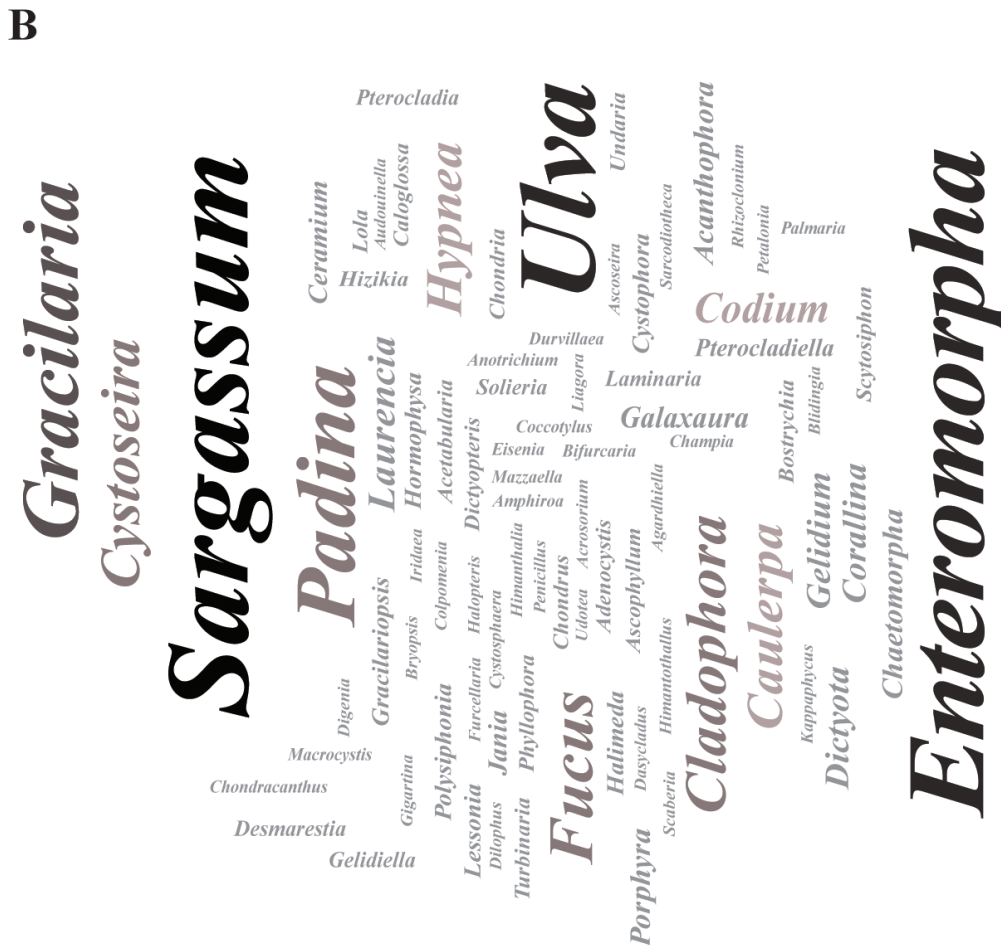 B
Pterocladia
Gracilaria
Cystoseira
Sargassum
Ceramium
Lola
Audouinella
Caloglossa
Hizikia
Hypnea
Chondria
Ulva
Undaria
Ascoseira
Cystophora
Sarcodiotheca
Acanthophora
Rhizoclonium
Petalonia
Palmaria
Enteromorpha
Codium
Pterocladiella
Scytosiphon
Durvillaea
Anotrichium
Solieria
Liagora
Laminaria
Galaxaura
Champia
Bostrychia
Blidingia
Padina
Laurencia
Hormophysa
Acetabularia
Dictyopteris
Coccotylus
Eisenia
Bifurcaria
Mazzaella
Amphiroa
Agardhiella
Acrosorium
Gelidium
Corallina
Chaetomorpha
Cladophora
Caulerpa
Iridaea
Colpomenia
Halopteris
Himanthalia
Penicillus
Chondrus
Udotea
Adenocystis
Ascophyllum
Gracilariopsis
Bryopsis
Cystosphaera
Himantothallus
Kappaphycus
Dictyota
Digenia
Polysiphonia
Furcellaria
Jania
Phyllophora
Fucus
Halimeda
Dasycladus
Scaberia
Macrocystis
Chondracanthus
Gigartina
Desmarestia
Gelidiella
Lessonia
Dilophus
Turbinaria
Porphyra